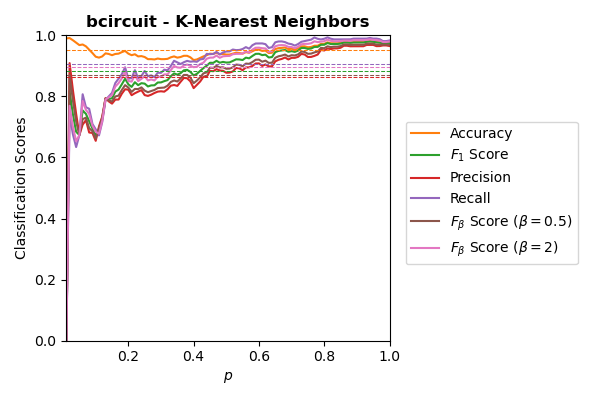 bcircuit - K-Nearest Neighbors
Classification Scores
1.0
0.8
0.6
0.4
0.2
0.0
0.2 0.4 0.6 0.8 1.0
p
Accuracy
F₁ Score
Precision
Recall
Fᵦ Score (β = 0.5)
Fᵦ Score (β = 2)